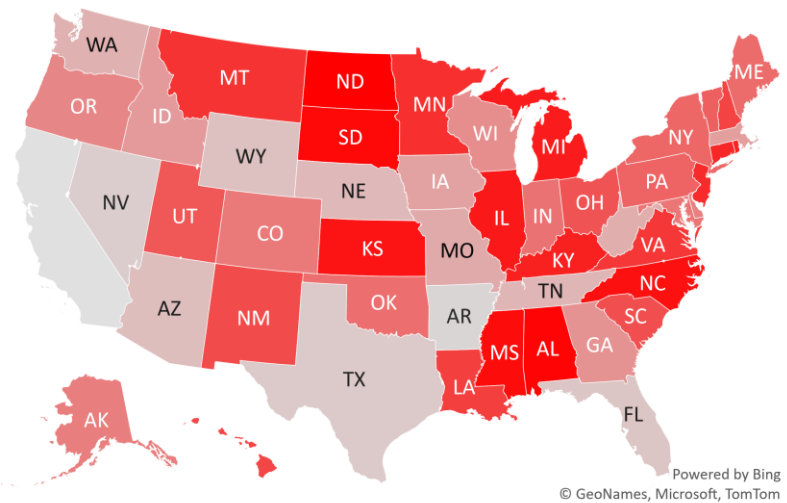 WA
MT
ND
MN
ME
OR
ID
SD
WI
MI
NY
WY
NV
NE
IA
PA
UT
CO
KS
MO
IL
IN
OH
VA
KY
AZ
NM
OK
AR
TN
NC
SC
TX
LA
MS
AL
GA
AK
FL
Powered by Bing
© GeoNames, Microsoft, TomTom